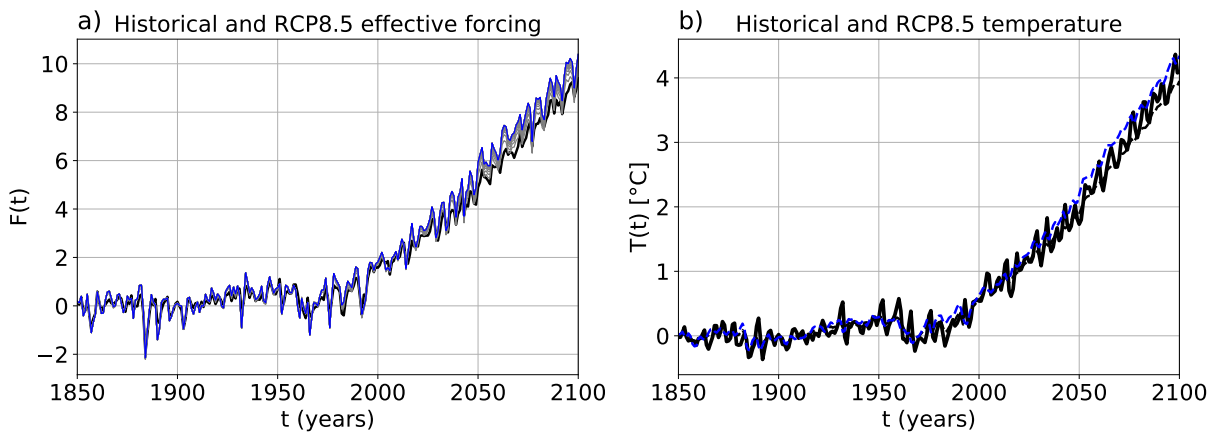 a) Historical and RCP8.5 effective forcing
10
8
6
4
2
0
−2
F(t)
1850 1900 1950 2000 2050 2100
t (years)
b) Historical and RCP8.5 temperature
4
3
2
1
0
T(t) [°C]
1850 1900 1950 2000 2050 2100
t (years)